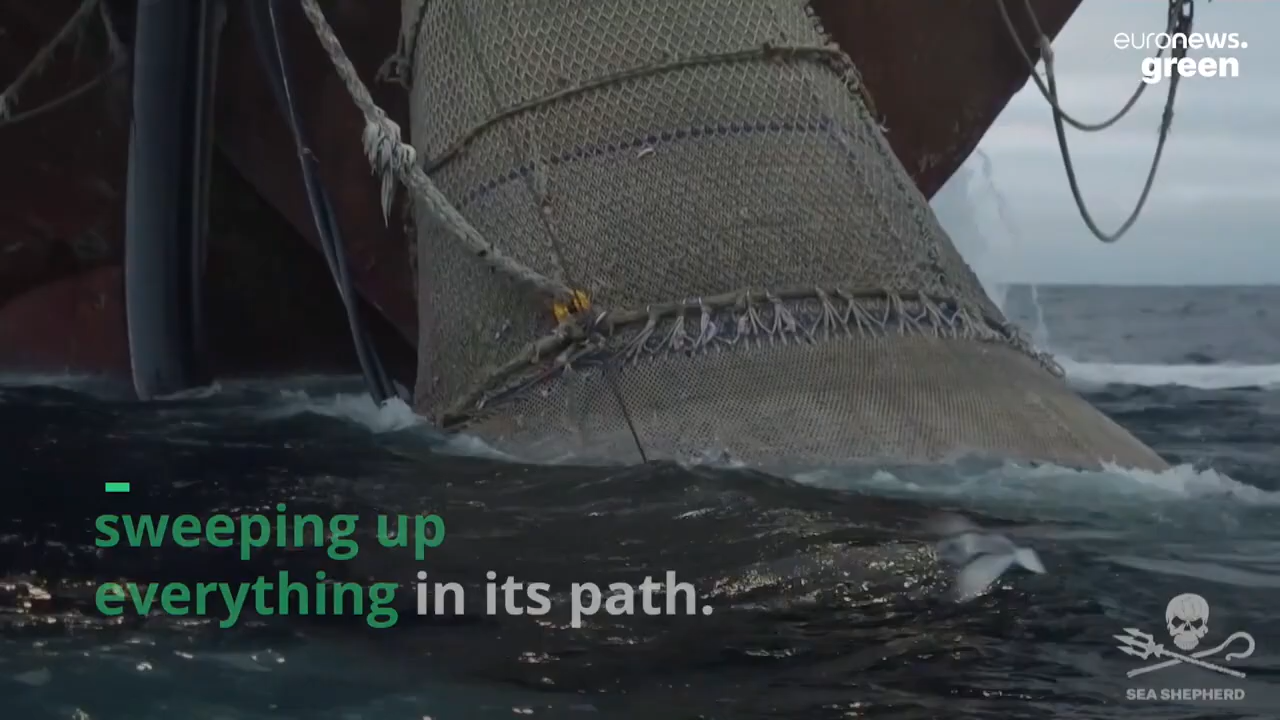 euronews.
green
sweeping up
everything in its path.
SEA SHEPHERD